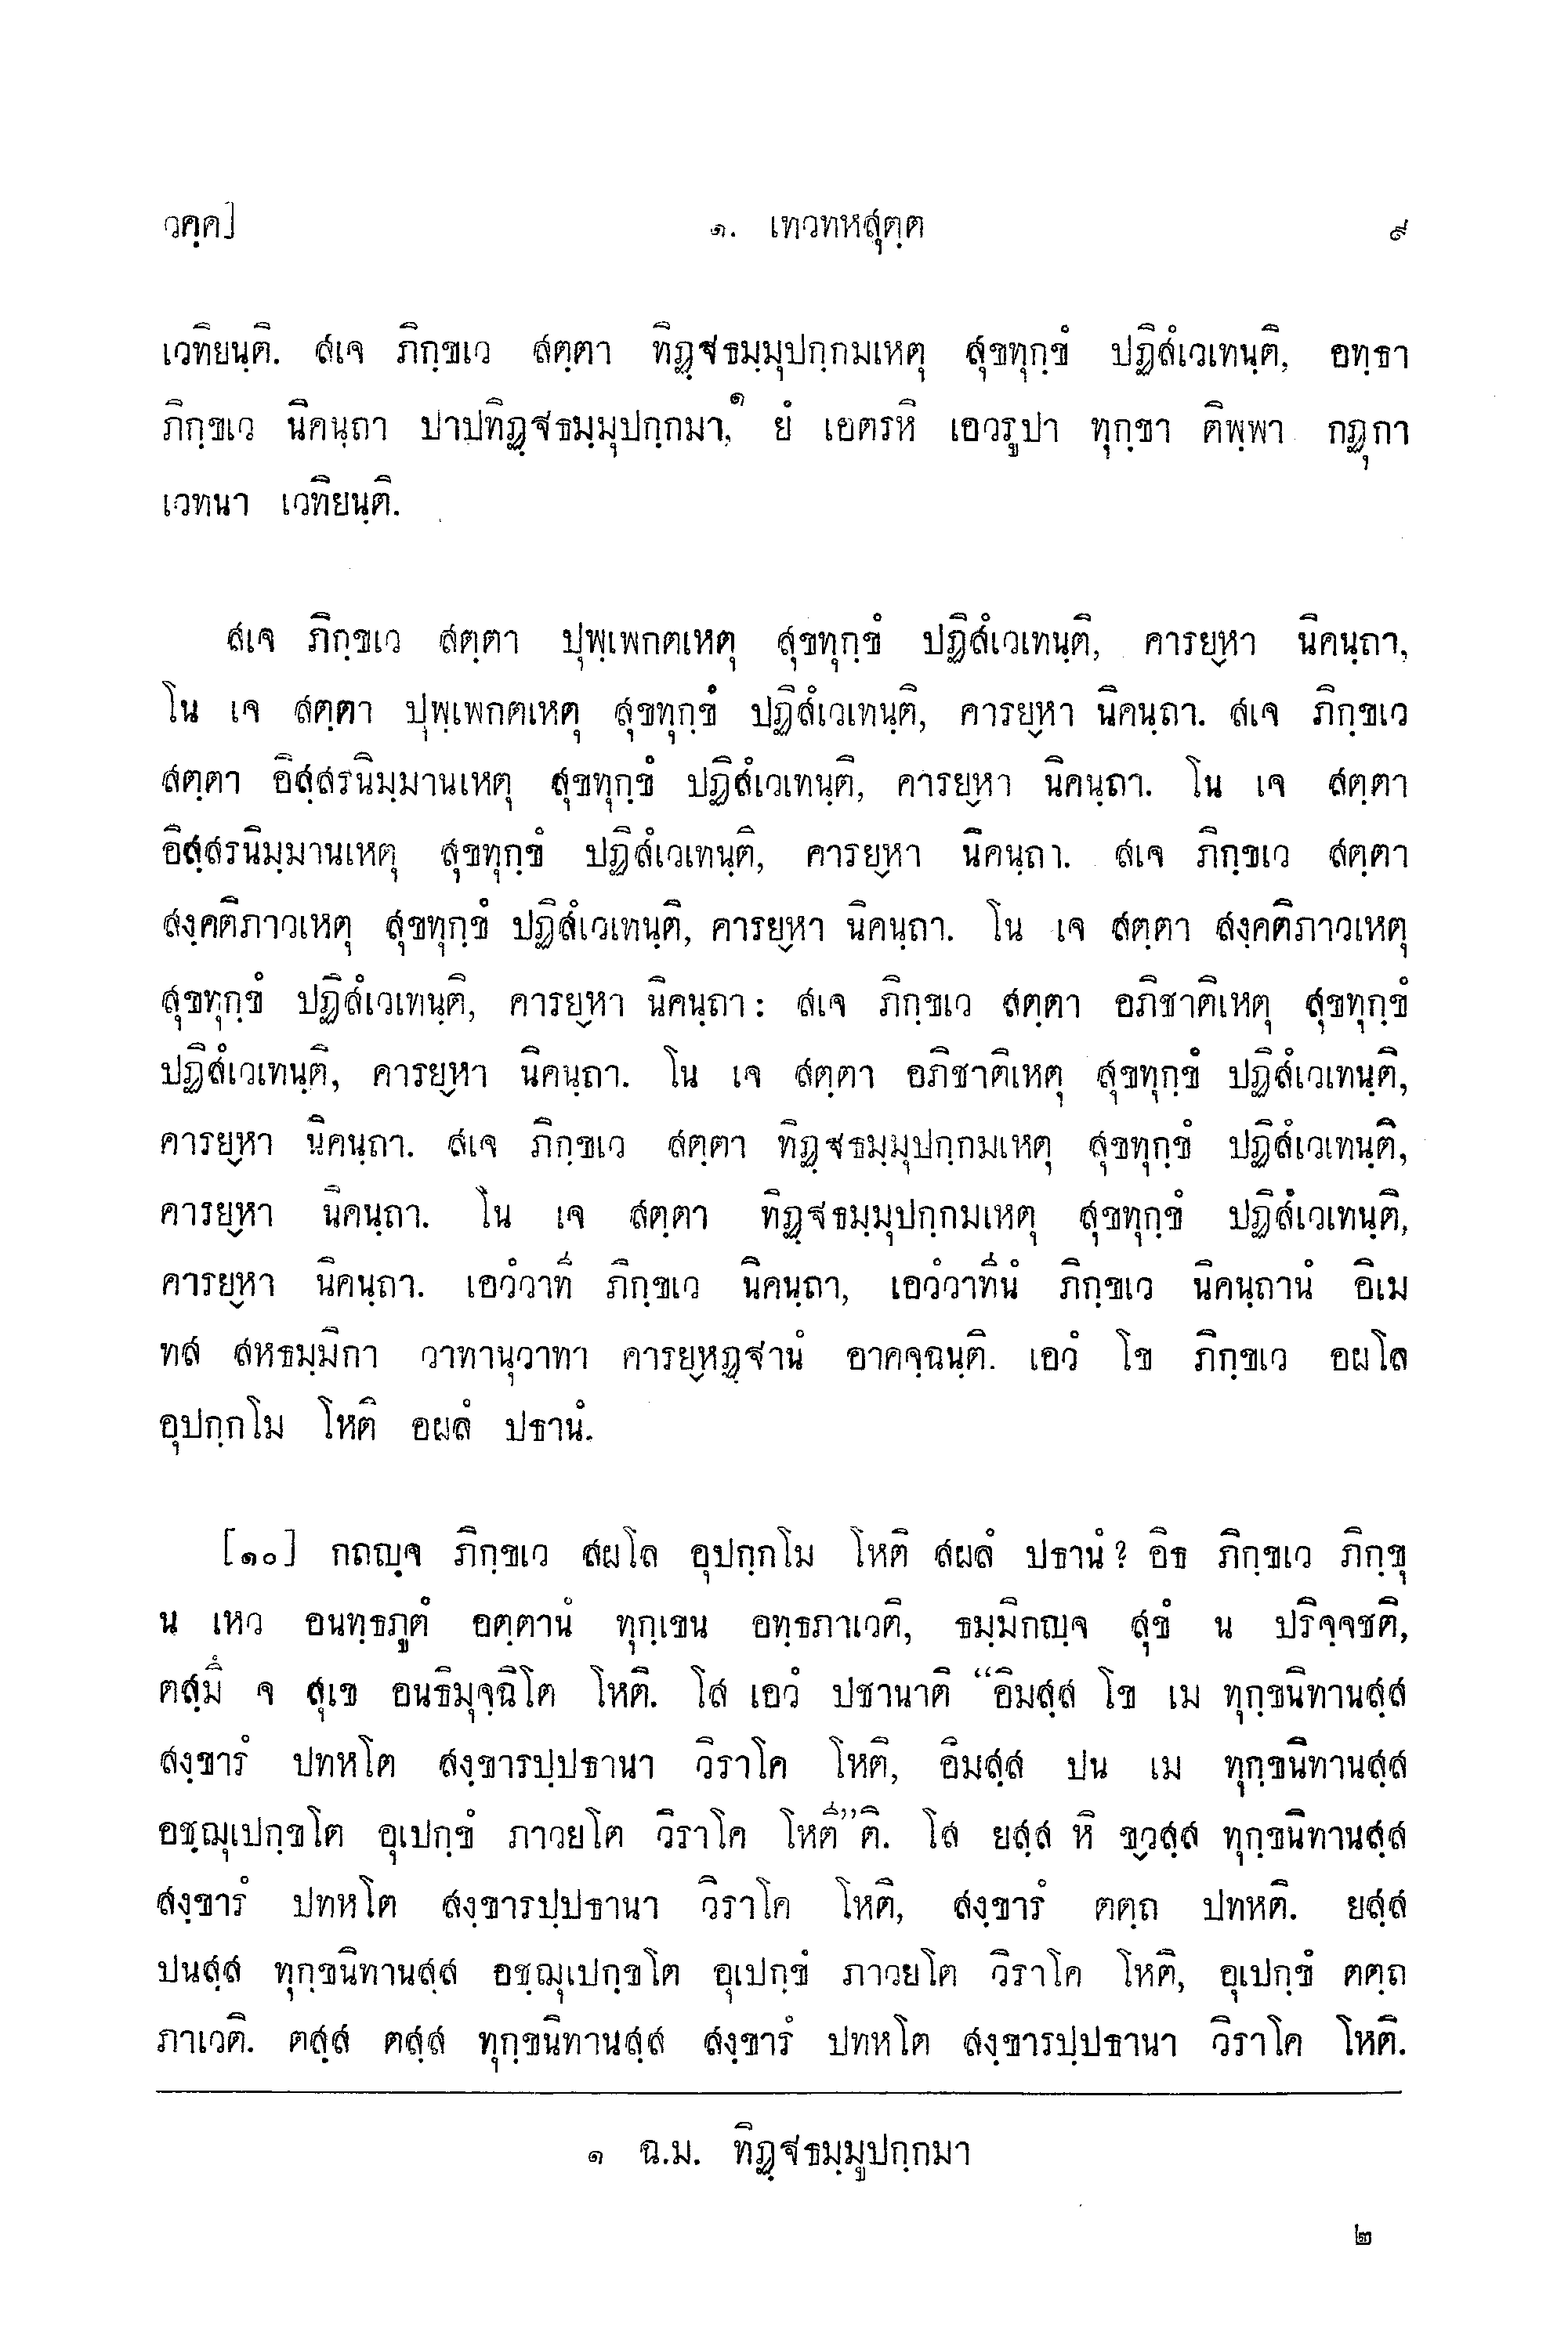 วคฺค] ๑. เทวทหสุตฺต ๙
เวทิยนฺติ. สเจ ภิกฺขเว สตฺตา ทิฏฺฐธมฺมุปกฺกมเหตุ สุขทุกฺขํ ปฏิสํเวเทนฺติ, อทฺธา
ภิกฺขเว นิคนฺถา ปาปทิฏฺฐธมฺมุปกฺกมา,๑ ยํ เอตรหิ เอวรูปา ทุกฺขา ติพฺพา กฏุกา
เวทนา เวทิยนฺติ.
สเจ ภิกฺขเว สตฺตา ปุพฺเพกตเหตุ สุขทุกฺขํ ปฏิสํเวเทนฺติ, คารยฺหา นิคนฺถา,
โน เจ สตฺตา ปุพฺเพกตเหตุ สุขทุกฺขํ ปฏิสํเวเทนฺติ, คารยฺหา นิคนฺถา. สเจ ภิกฺขเว
สตฺตา อิสฺสรนิมฺมานเหตุ สุขทุกฺขํ ปฏิสํเวเทนฺติ, คารยฺหา นิคนฺถา. โน เจ สตฺตา
อิสฺสรนิมฺมานเหตุ สุขทุกฺขํ ปฏิสํเวเทนฺติ, คารยฺหา นิคนฺถา. สเจ ภิกฺขเว สตฺตา
สงฺคติภาวเหตุ สุขทุกฺขํ ปฏิสํเวเทนฺติ, คารยฺหา นิคนฺถา. โน เจ สตฺตา สงฺคติภาวเหตุ
สุขทุกฺขํ ปฏิสํเวเทนฺติ, คารยฺหา นิคนฺถา: สเจ ภิกฺขเว สตฺตา อภิชาติเหตุ สุขทุกฺขํ
ปฏิสํเวเทนฺติ, คารยฺหา นิคนฺถา. โน เจ สตฺตา อภิชาติเหตุ สุขทุกฺขํ ปฏิสํเวเทนฺติ,
คารยฺหา นิคนฺถา. สเจ ภิกฺขเว สตฺตา ทิฏฺฐธมฺมุปกฺกมเหตุ สุขทุกฺขํ ปฏิสํเวเทนฺติ,
คารยฺหา นิคนฺถา. โน เจ สตฺตา ทิฏฺฐธมฺมุปกฺกมเหตุ สุขทุกฺขํ ปฏิสํเวเทนฺติ,
คารยฺหา นิคนฺถา. เอวํวาที ภิกฺขเว นิคนฺถา, เอวํวาทีนํ ภิกฺขเว นิคนฺถานํ อิเม
ทส สหธมฺมิกา วาทานุวาทา คารยฺหฏฺฐานํ อาคจฺฉนฺติ. เอวํ โข ภิกฺขเว อผโล
อุปกฺกโม โหติ อผลํ ปธานํ.
[๑๐] กถญฺจ ภิกฺขเว สผโล อุปกฺกโม โหติ สผลํ ปธานํ? อิธ ภิกฺขเว ภิกฺขุ
น เหว อนทฺธภูตํ อตฺตานํ ทุกฺเขน อทฺธภาเวติ, ธมฺมิกญฺจ สุขํ น ปริจฺจชติ,
ตสฺมึ จ สุเข อนธิมุจฺฉิโต โหติ. โส เอวํ ปชานาติ “อิมสฺส โข เม ทุกฺขนิทานสฺส
สงฺขารํ ปทหโต สงฺขารปฺปธานา วิราโค โหติ, อิมสฺส ปน เม ทุกฺขนิทานสฺส
อชฺฌุเปกฺขโต อุเปกฺขํ ภาวยโต วิราโค โหตี”ติ. โส ยสฺส หิ ขฺวสฺส ทุกฺขนิทานสฺส
สงฺขารํ ปทหโต สงฺขารปฺปธานา วิราโค โหติ, สงฺขารํ ตตฺถ ปทหติ. ยสฺส
ปนสฺส ทุกฺขนิทานสฺส อชฺฌุเปกฺขโต อุเปกฺขํ ภาวยโต วิราโค โหติ, อุเปกฺขํ ตตฺถ
ภาเวติ. ตสฺส ตสฺส ทุกฺขนิทานสฺส สงฺขารํ ปทหโต สงฺขารปฺปธานา วิราโค โหติ.
๑ ฉ.ม. ทิฏฺฐธมฺมูปกฺกมา
๒